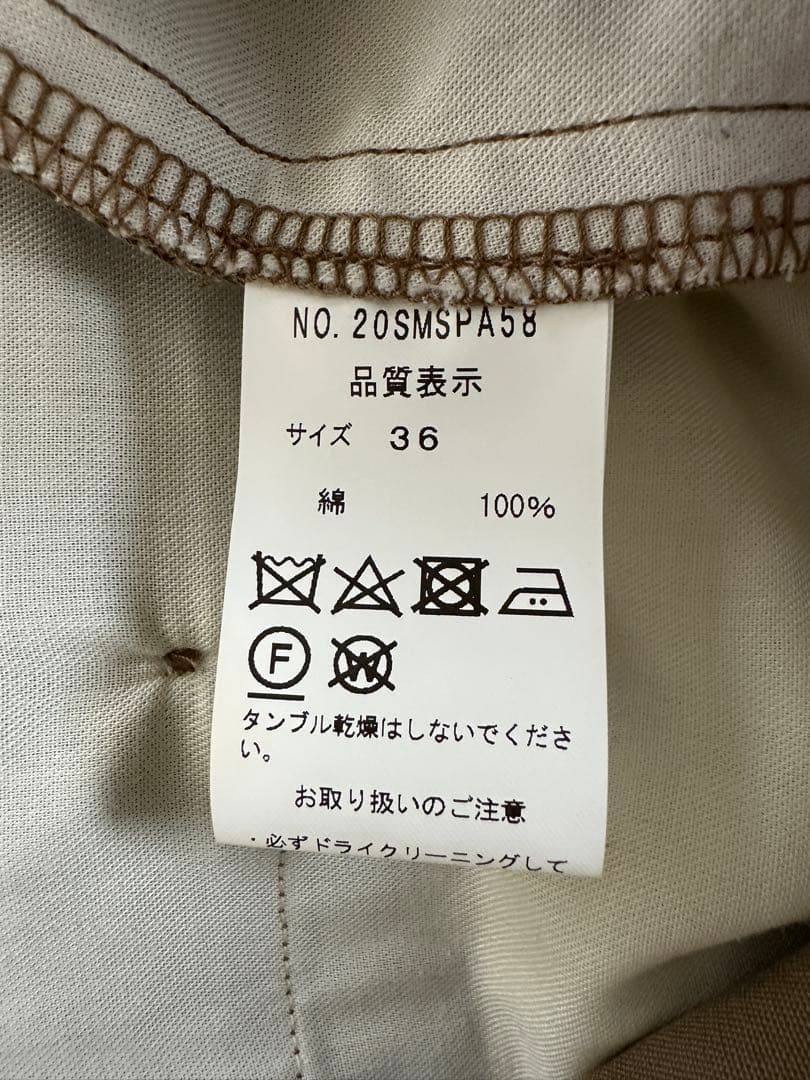 NO. 20SMSPA58
品質表示
サイズ 36
綿 100%
F W
タンブル乾燥はしないでくださ
い。
お取り扱いのご注意
・必ずドライクリーニングして